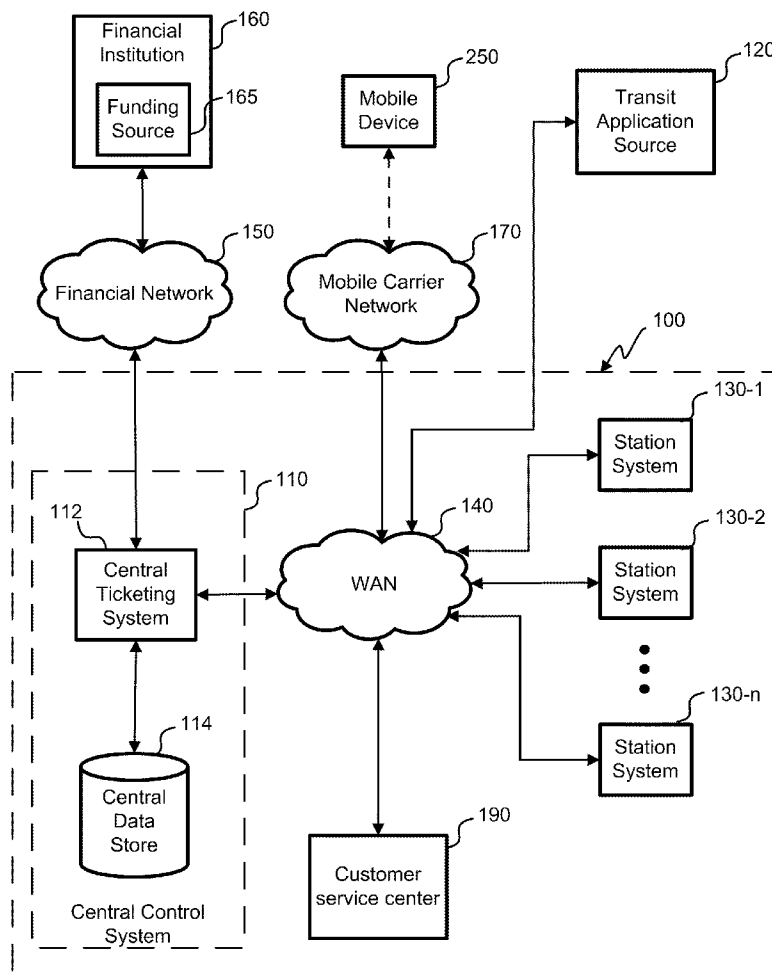 160
Financial
Institution
165
Funding
Source
250
Mobile
Device
120
Transit
Application
Source
150
Financial Network
170
Mobile Carrier
Network
100
130-1
Station
System
110
112
Central
Ticketing
System
140
WAN
130-2
Station
System
130-n
Station
System
114
Central
Data
Store
Central Control
System
190
Customer
service center